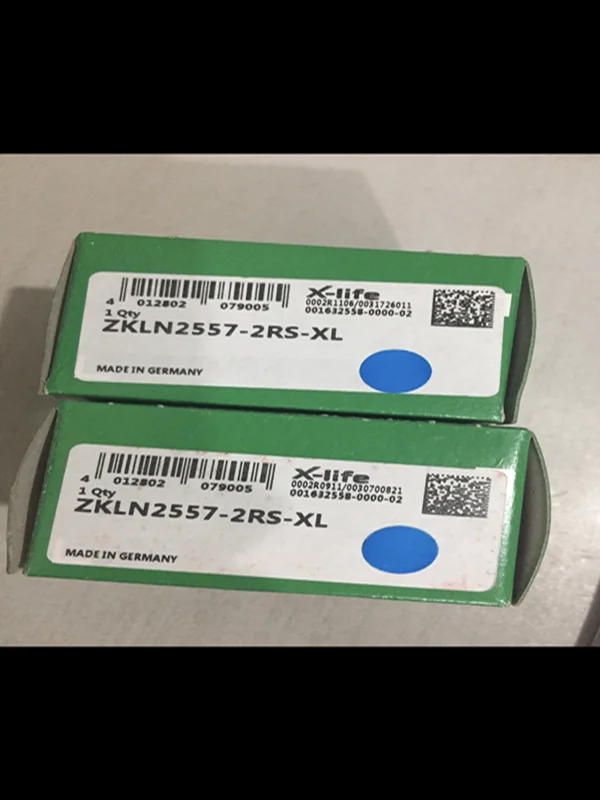 X-life
4 012802 079005
0002R1106/0031726011
1 Qty
001632558-0000-02
ZKLN2557-2RS-XL
MADE IN GERMANY
X-life
4 012802 079005
0002R0911/0030700821
1 Qty
001632558-0000-02
ZKLN2557-2RS-XL
MADE IN GERMANY